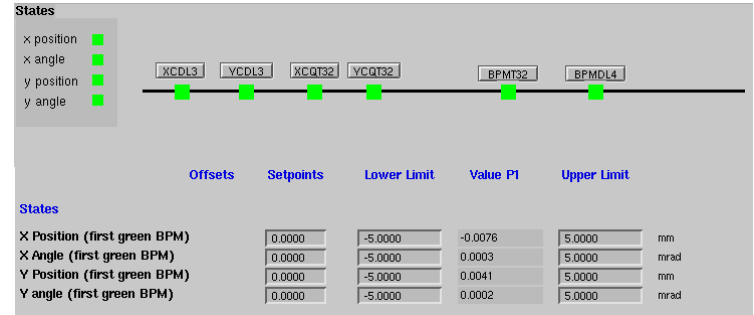 States
x position
x angle
y position
y angle
XCDL3 YCDL3 XCQT32 YCQT32 BPMT32 BPMDL4
Offsets Setpoints Lower Limit Value P1 Upper Limit
States
X Position (first green BPM) 0.0000 -5.0000 -0.0076 5.0000 mm
X Angle (first green BPM) 0.0000 -5.0000 0.0003 5.0000 mrad
Y Position (first green BPM) 0.0000 -5.0000 0.0041 5.0000 mm
Y angle (first green BPM) 0.0000 -5.0000 0.0002 5.0000 mrad